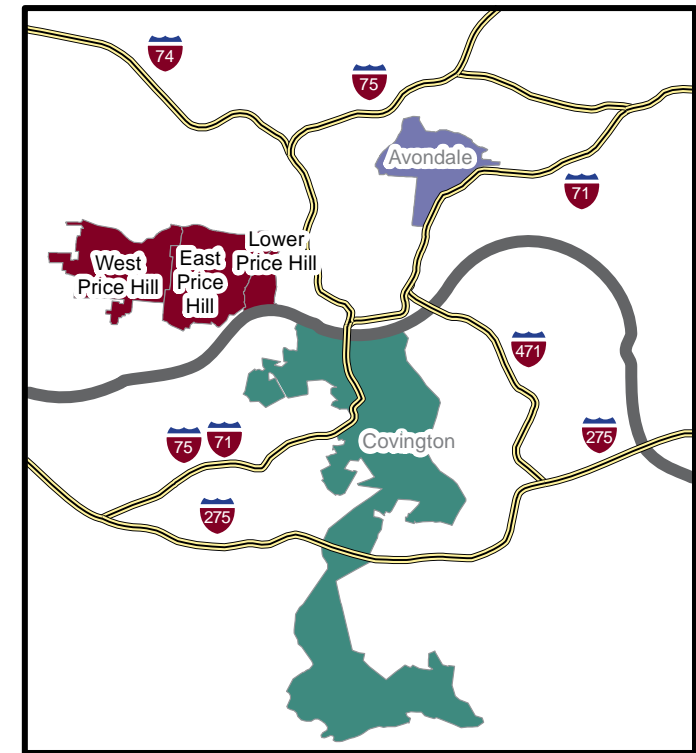 74
75
Avondale
71
Lower
Price Hill
West
Price Hill
East
Price
Hill
471
75
71
Covington
275
275